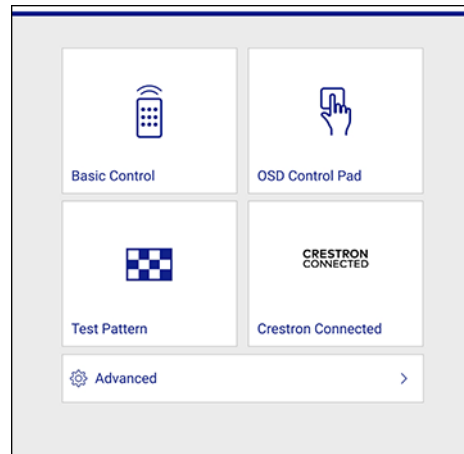 Basic Control
OSD Control Pad
CRESTRON
CONNECTED
Test Pattern
Crestron Connected
Advanced